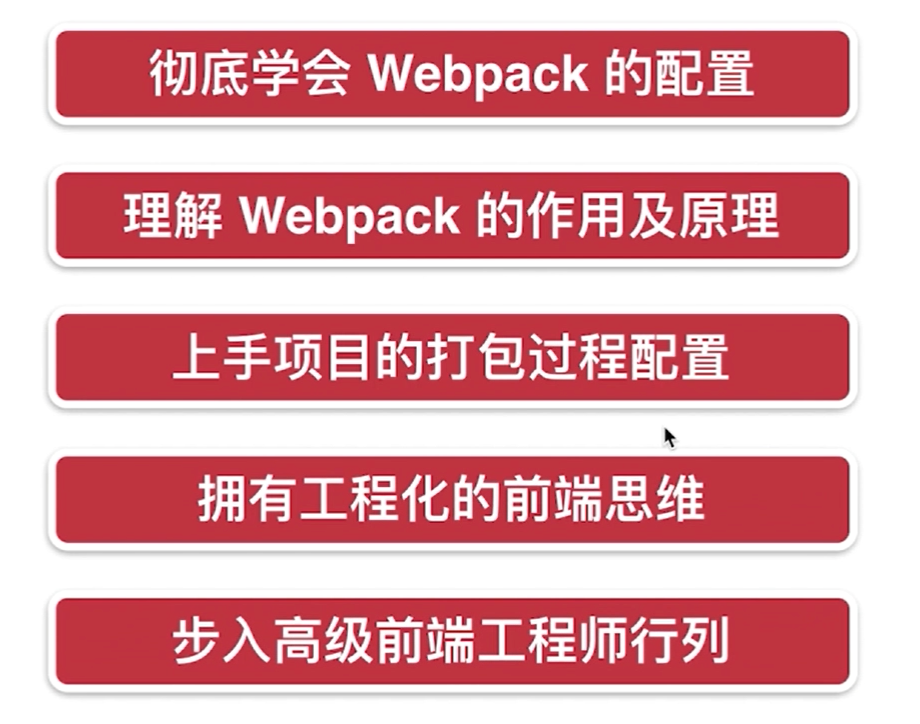 彻底学会 Webpack 的配置
理解 Webpack 的作用及原理
上手项目的打包过程配置
拥有工程化的前端思维
步入高级前端工程师行列